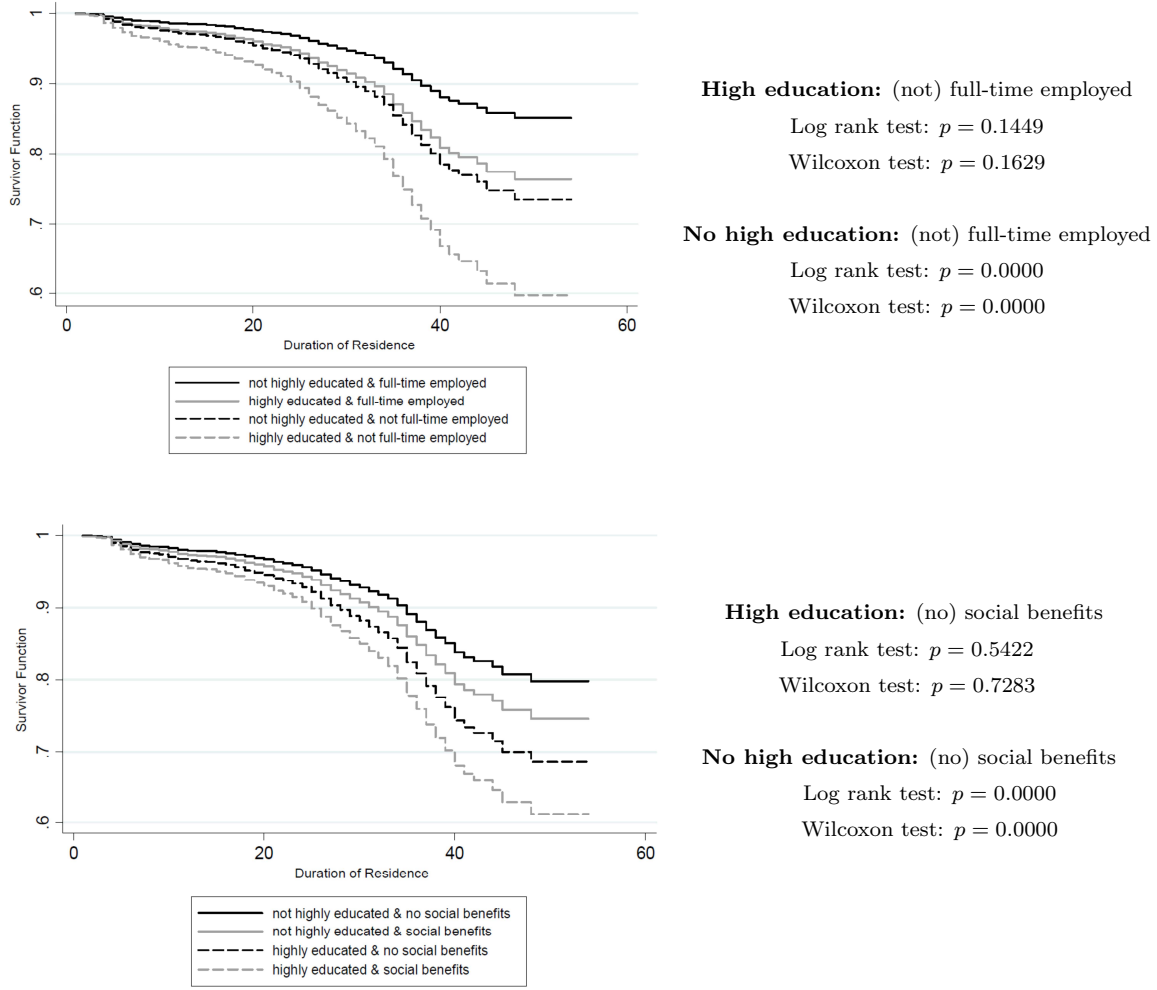 1
.9
.8
.7
.6
Survivor Function
0 20 40 60
Duration of Residence
not highly educated & full-time employed
highly educated & full-time employed
not highly educated & not full-time employed
highly educated & not full-time employed
High education: (not) full-time employed
Log rank test: p = 0.1449
Wilcoxon test: p = 0.1629
No high education: (not) full-time employed
Log rank test: p = 0.0000
Wilcoxon test: p = 0.0000
1
.9
.8
.7
.6
Survivor Function
0 20 40 60
Duration of Residence
not highly educated & no social benefits
not highly educated & social benefits
highly educated & no social benefits
highly educated & social benefits
High education: (no) social benefits
Log rank test: p = 0.5422
Wilcoxon test: p = 0.7283
No high education: (no) social benefits
Log rank test: p = 0.0000
Wilcoxon test: p = 0.0000